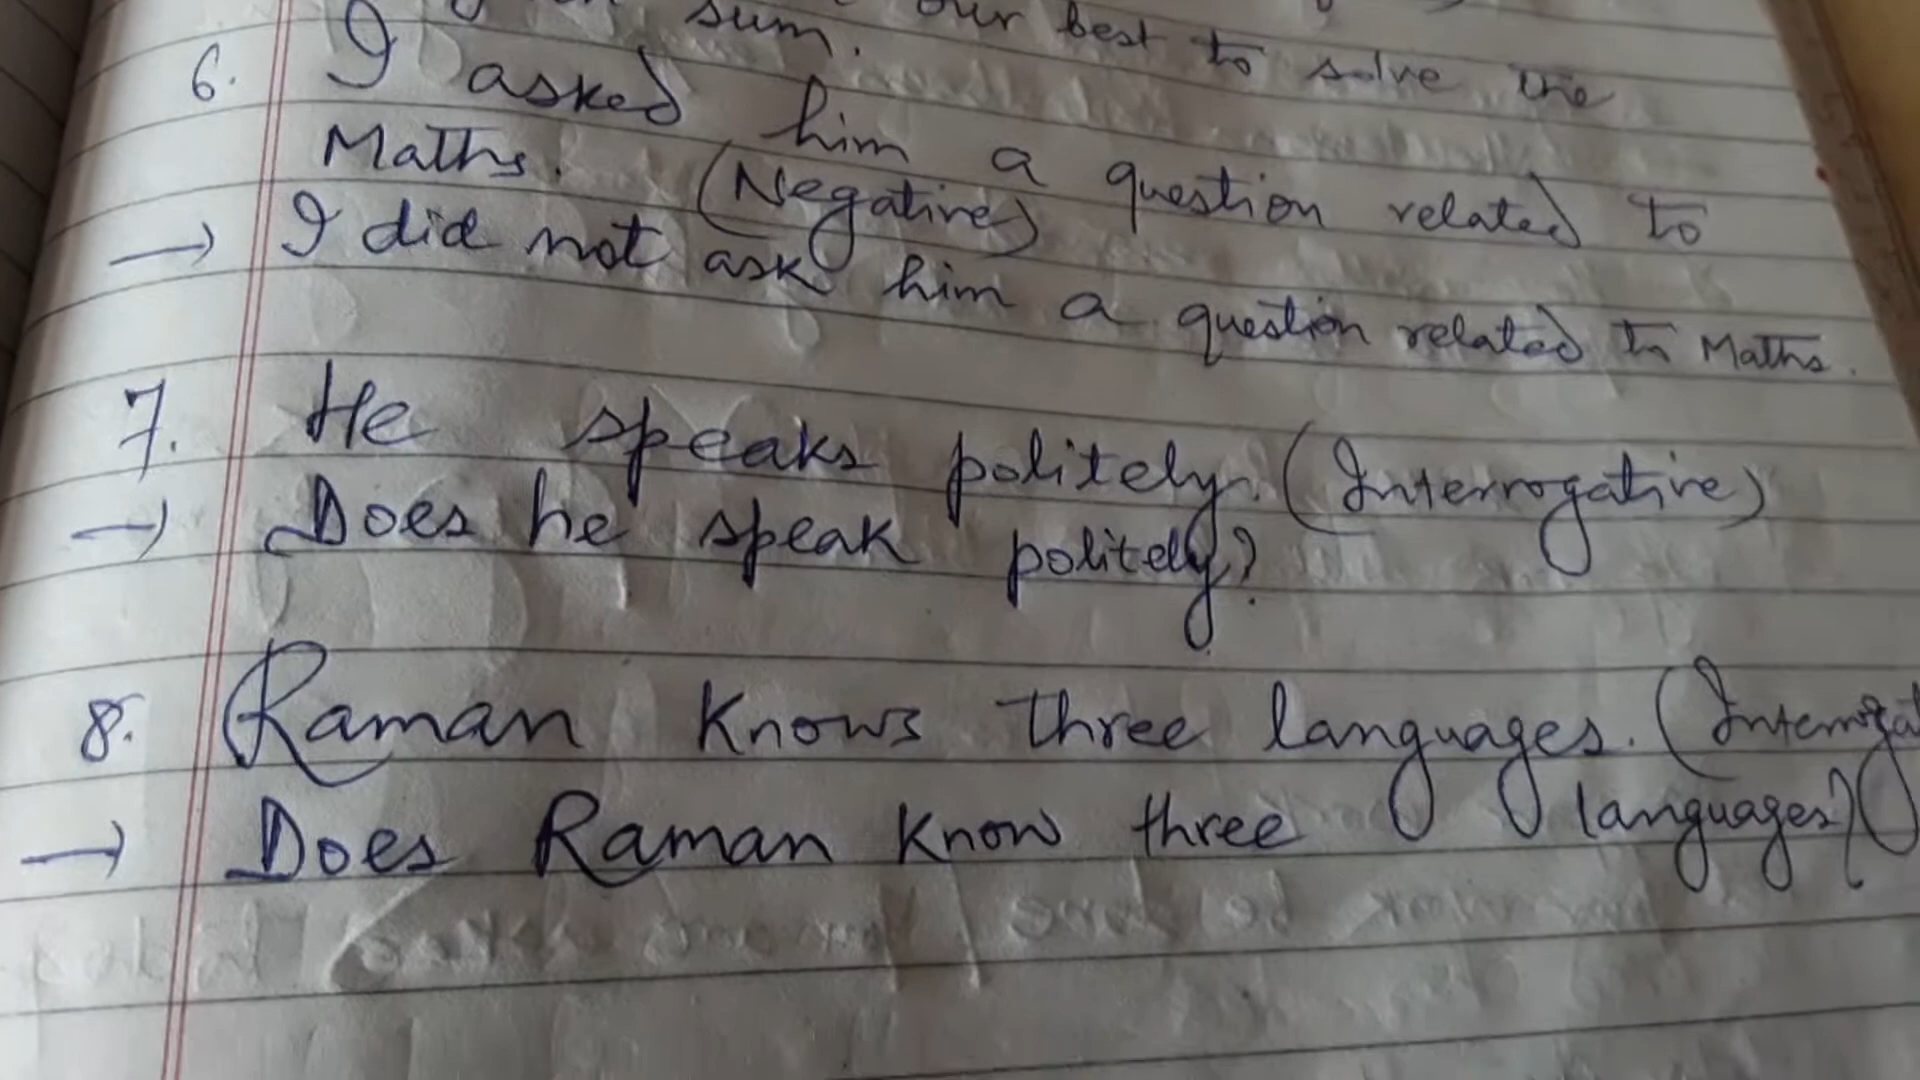 sum. our best to solve the
6. I asked him a question related to
Maths. (Negative)
→ I did not ask him a question related to Maths.
7. He speaks politely. (Interrogative)
→ Does he speak politely?
8. Raman knows three languages. (Interrogat
→ Does Raman know three languages?